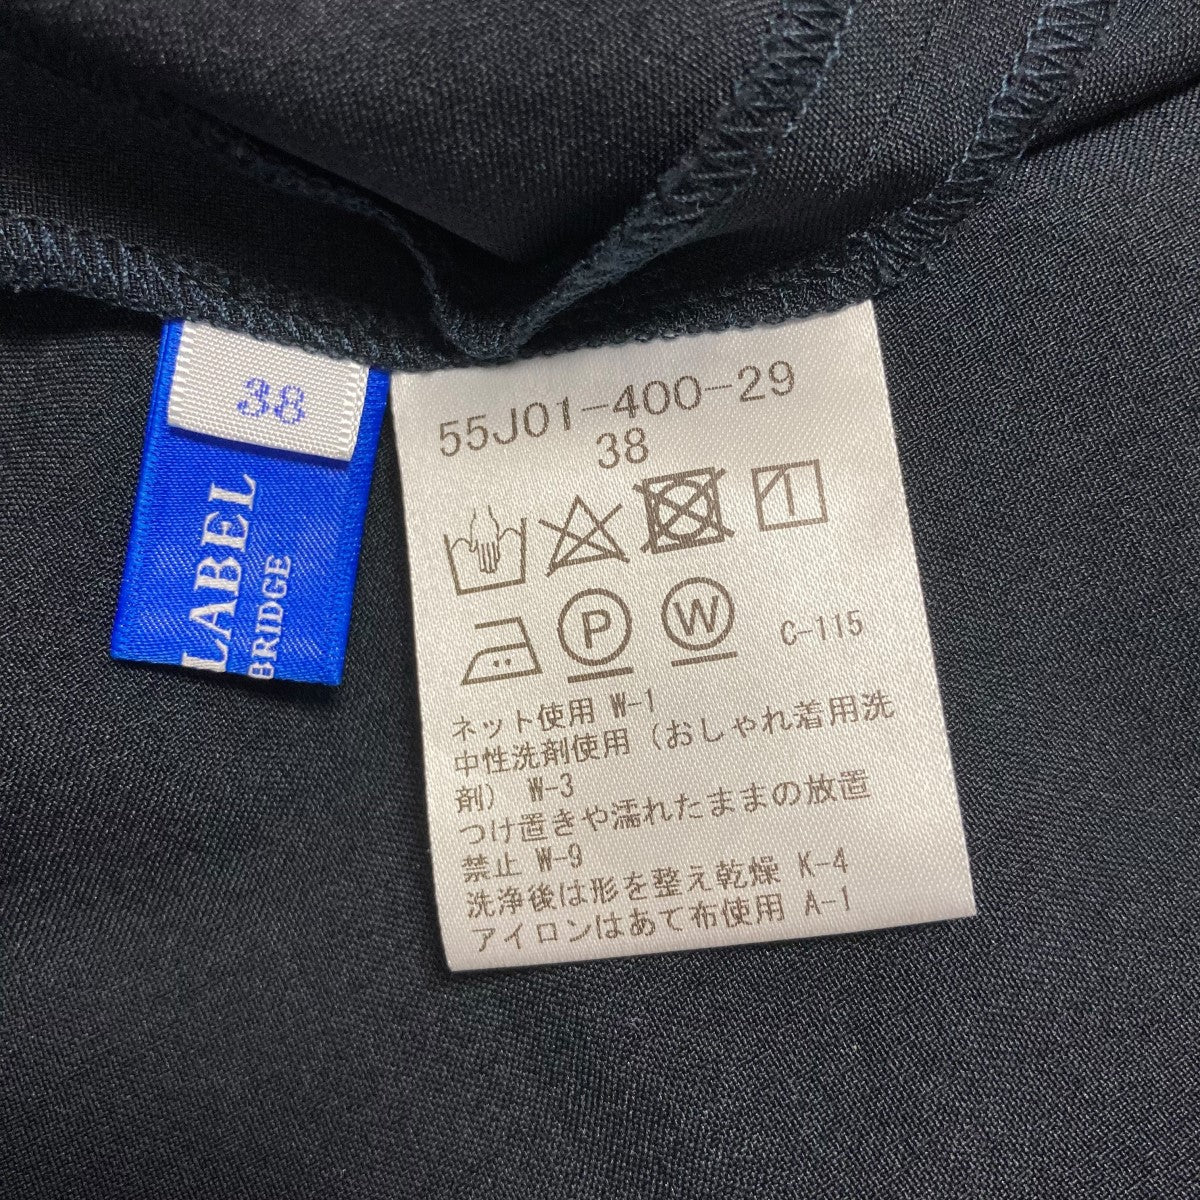 38
LABEL
BRIDGE
55J01-400-29
38
P
W
C-115
ネット使用 W-1
中性洗剤使用（おしゃれ着用洗
剤） W-3
つけ置きや濡れたままの放置
禁止 W-9
洗浄後は形を整え乾燥 K-4
アイロンはあて布使用 A-1